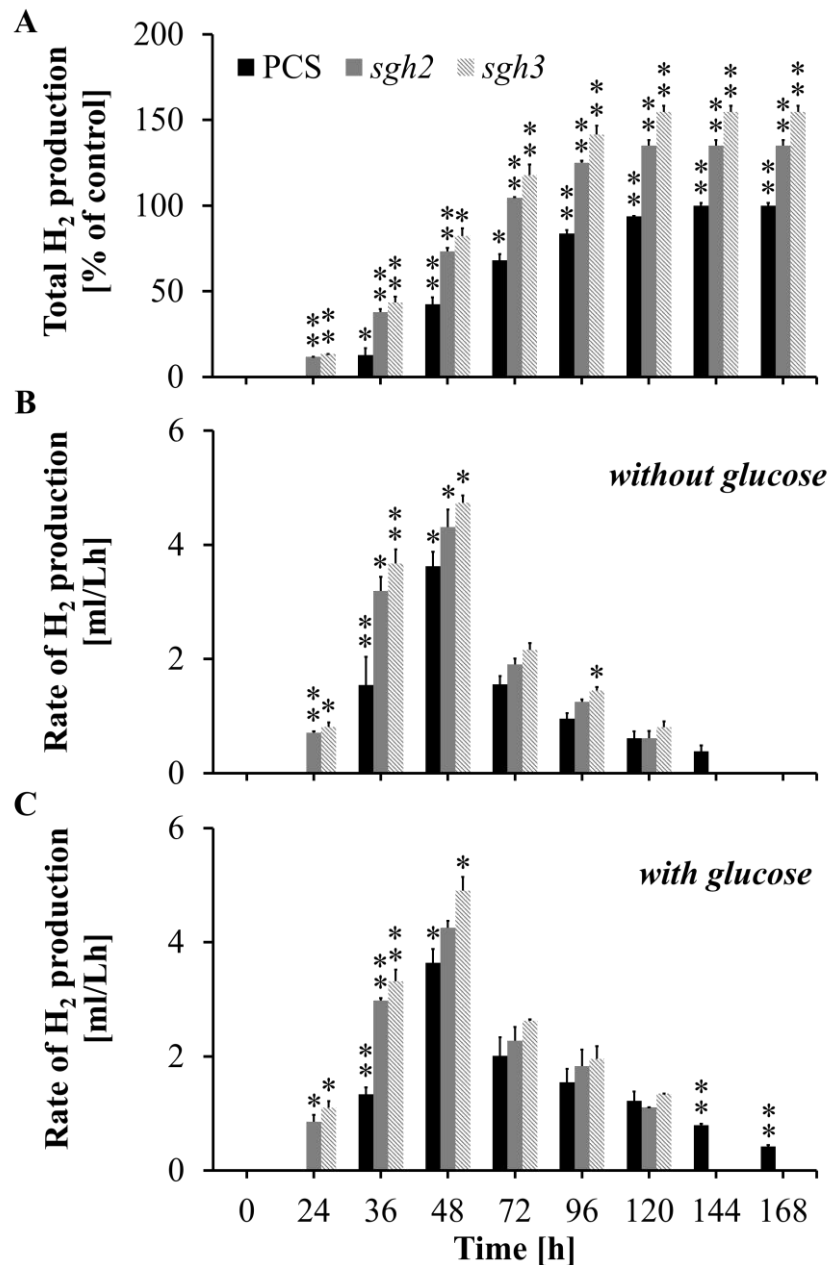 A
Total H₂ production
[% of control]
200
150
100
50
0
PCS sgh2 sgh3
* * * * * * * * * * * * * * * * * * * * * * * * * * * * * * * * * * * * * * * * * *
B
Rate of H₂ production
[ml/Lh]
6
4
2
0
without glucose
* * * * * * * * * * * * *
C
Rate of H₂ production
[ml/Lh]
6
4
2
0
with glucose
* * * * * * * * * * * * * *
0 24 36 48 72 96 120 144 168
Time [h]